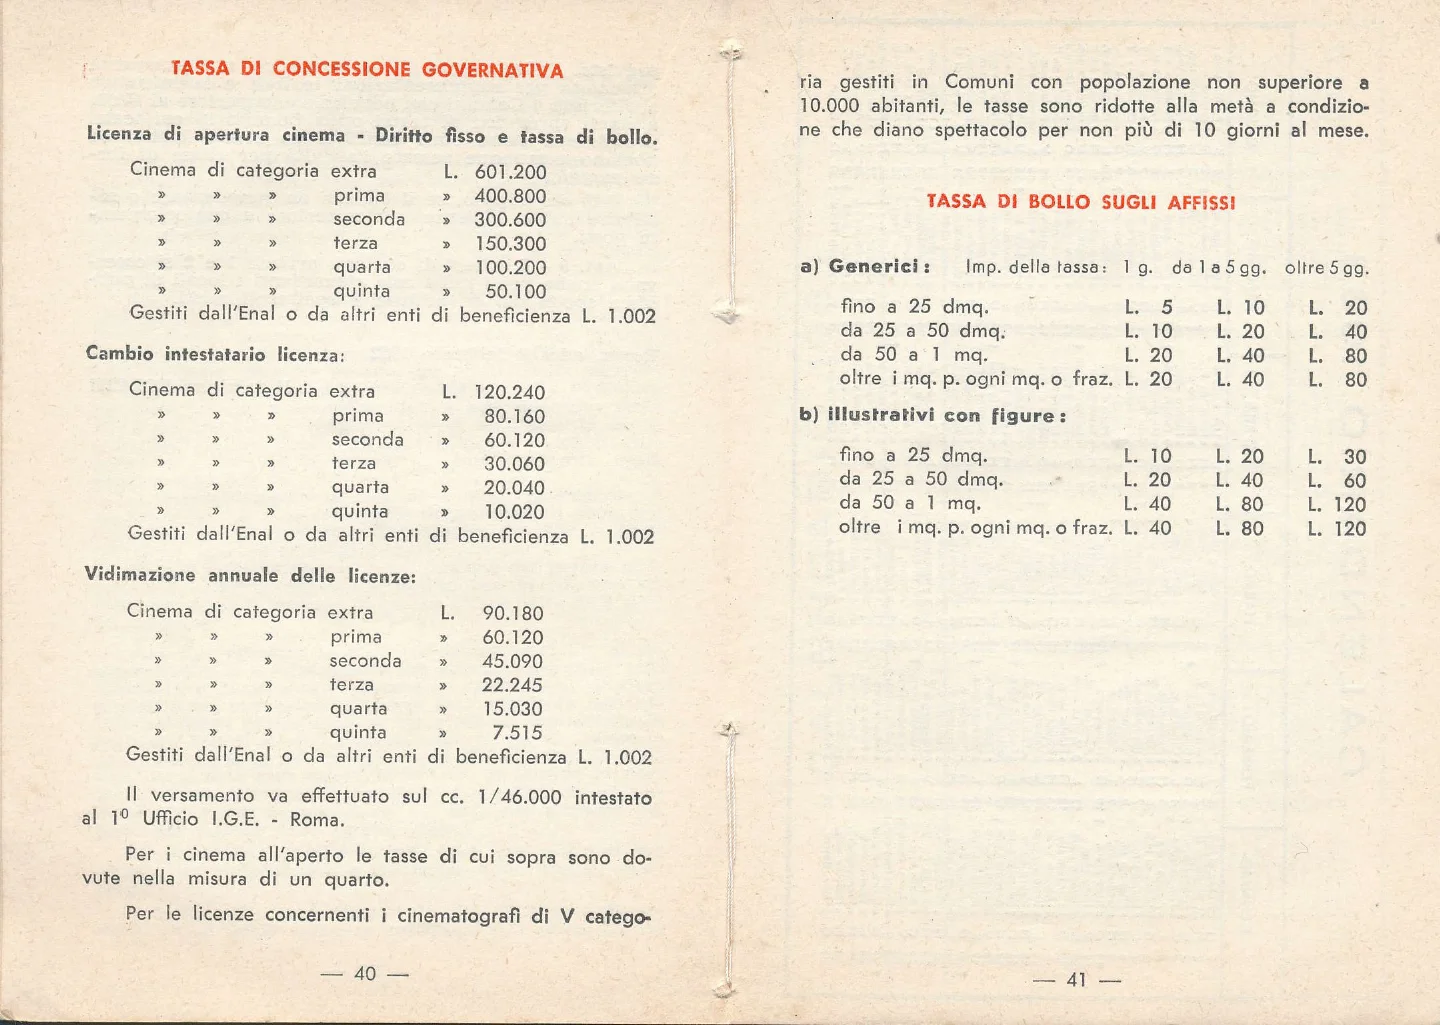 TASSA DI CONCESSIONE GOVERNATIVA
Licenza di apertura cinema - Diritto fisso e tassa di bollo.
Cinema di categoria extra L. 601.200
» » » prima » 400.800
» » » seconda » 300.600
» » » terza » 150.300
» » » quarta » 100.200
» » » quinta » 50.100
Gestiti dall'Enal o da altri enti di beneficienza L. 1.002
Cambio intestatario licenza:
Cinema di categoria extra L. 120.240
» » » prima » 80.160
» » » seconda » 60.120
» » » terza » 30.060
» » » quarta » 20.040
» » » quinta » 10.020
Gestiti dall'Enal o da altri enti di beneficienza L. 1.002
Vidimazione annuale delle licenze:
Cinema di categoria extra L. 90.180
» » » prima » 60.120
» » » seconda » 45.090
» » » terza » 22.245
» » » quarta » 15.030
» » » quinta » 7.515
Gestiti dall'Enal o da altri enti di beneficienza L. 1.002
Il versamento va effettuato sul cc. 1/46.000 intestato
al 1º Ufficio I.G.E. - Roma.
Per i cinema all'aperto le tasse di cui sopra sono do-
vute nella misura di un quarto.
Per le licenze concernenti i cinematografi di V catego-
— 40 —
ria gestiti in Comuni con popolazione non superiore a
10.000 abitanti, le tasse sono ridotte alla metà a condizio-
ne che diano spettacolo per non più di 10 giorni al mese.
TASSA DI BOLLO SUGLI AFFISSI
a) Generici: Imp. della tassa: 1 g. da 1 a 5 gg. oltre 5 gg.
fino a 25 dmq. L. 5 L. 10 L. 20
da 25 a 50 dmq. L. 10 L. 20 L. 40
da 50 a 1 mq. L. 20 L. 40 L. 80
oltre i mq. p. ogni mq. o fraz. L. 20 L. 40 L. 80
b) illustrativi con figure:
fino a 25 dmq. L. 10 L. 20 L. 30
da 25 a 50 dmq. L. 20 L. 40 L. 60
da 50 a 1 mq. L. 40 L. 80 L. 120
oltre i mq. p. ogni mq. o fraz. L. 40 L. 80 L. 120
— 41 —